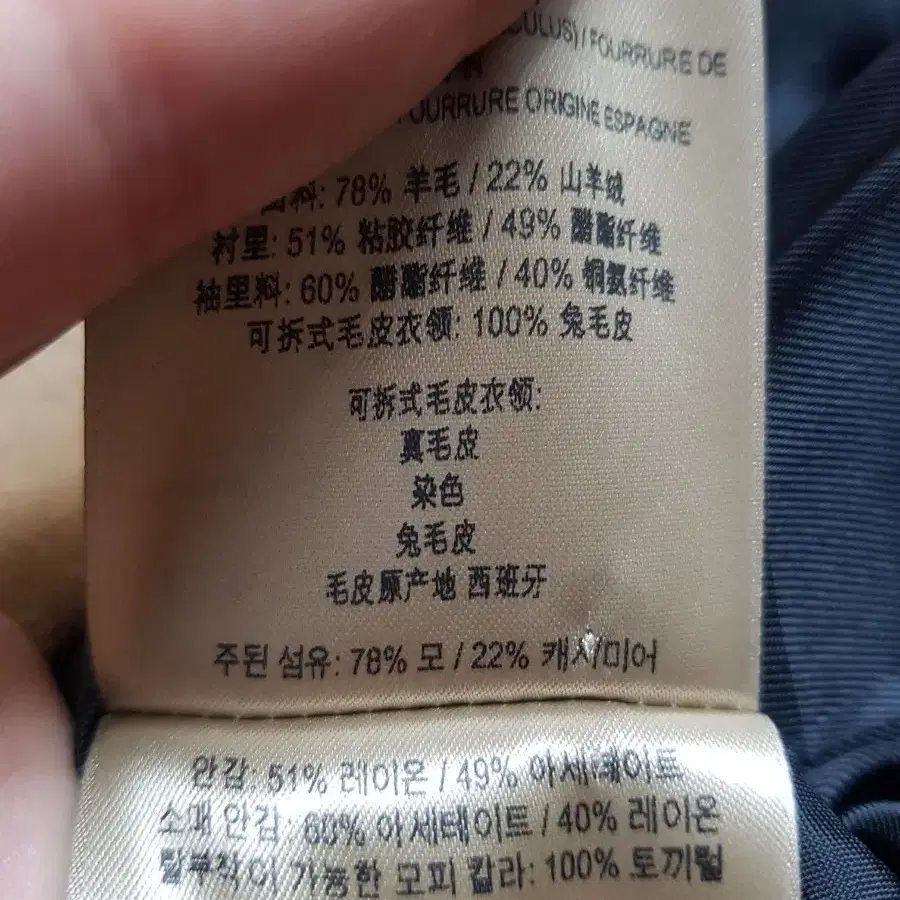 CULUS) / FOURRURE DE
FOURRURE ORIGINE ESPAGNE
面料: 78% 羊毛 / 22% 山羊绒
衬里: 51% 粘胶纤维 / 49% 醋酯纤维
袖里料: 60% 醋酯纤维 / 40% 铜氨纤维
可拆式毛皮衣领: 100% 兔毛皮
可拆式毛皮衣领:
真毛皮
染色
兔毛皮
毛皮原产地 西班牙
주된 섬유: 78% 모 / 22% 캐시미어
안감: 51% 레이온 / 49% 아세테이트
소매 안감: 60% 아세테이트 / 40% 레이온
탈부착이 가능한 모피 칼라: 100% 토끼털